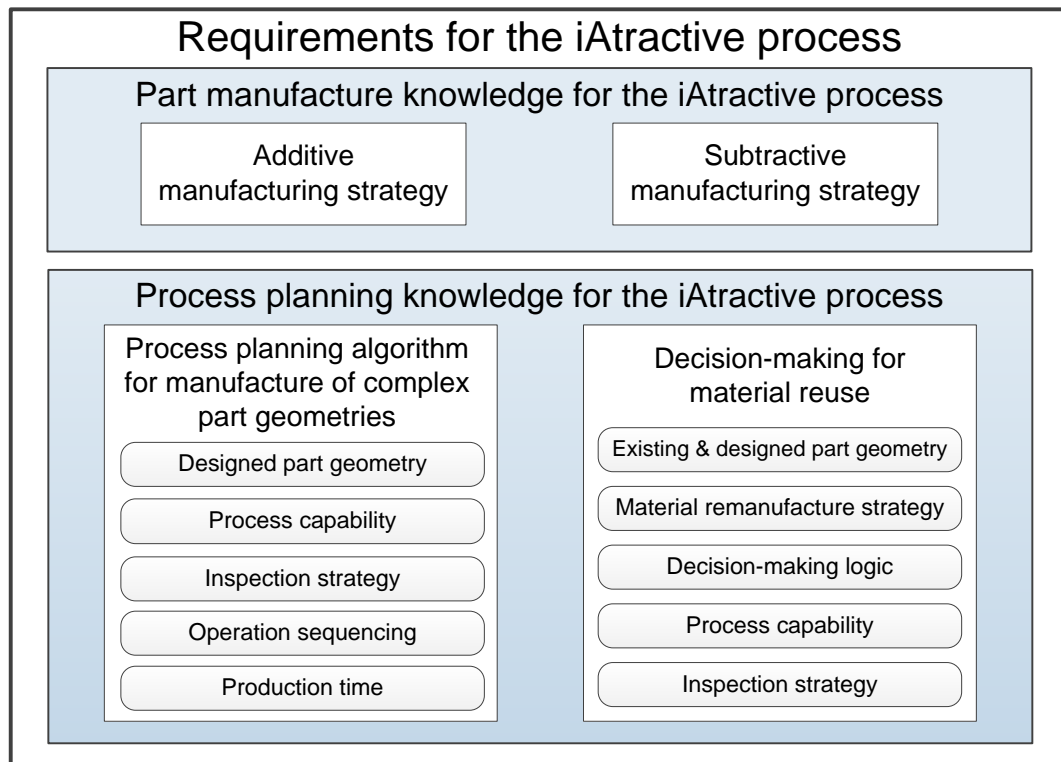 Requirements for the iAtractive process
Part manufacture knowledge for the iAtractive process
Additive
manufacturing strategy
Subtractive
manufacturing strategy
Process planning knowledge for the iAtractive process
Process planning algorithm
for manufacture of complex
part geometries
Designed part geometry
Process capability
Inspection strategy
Operation sequencing
Production time
Decision-making for
material reuse
Existing & designed part geometry
Material remanufacture strategy
Decision-making logic
Process capability
Inspection strategy